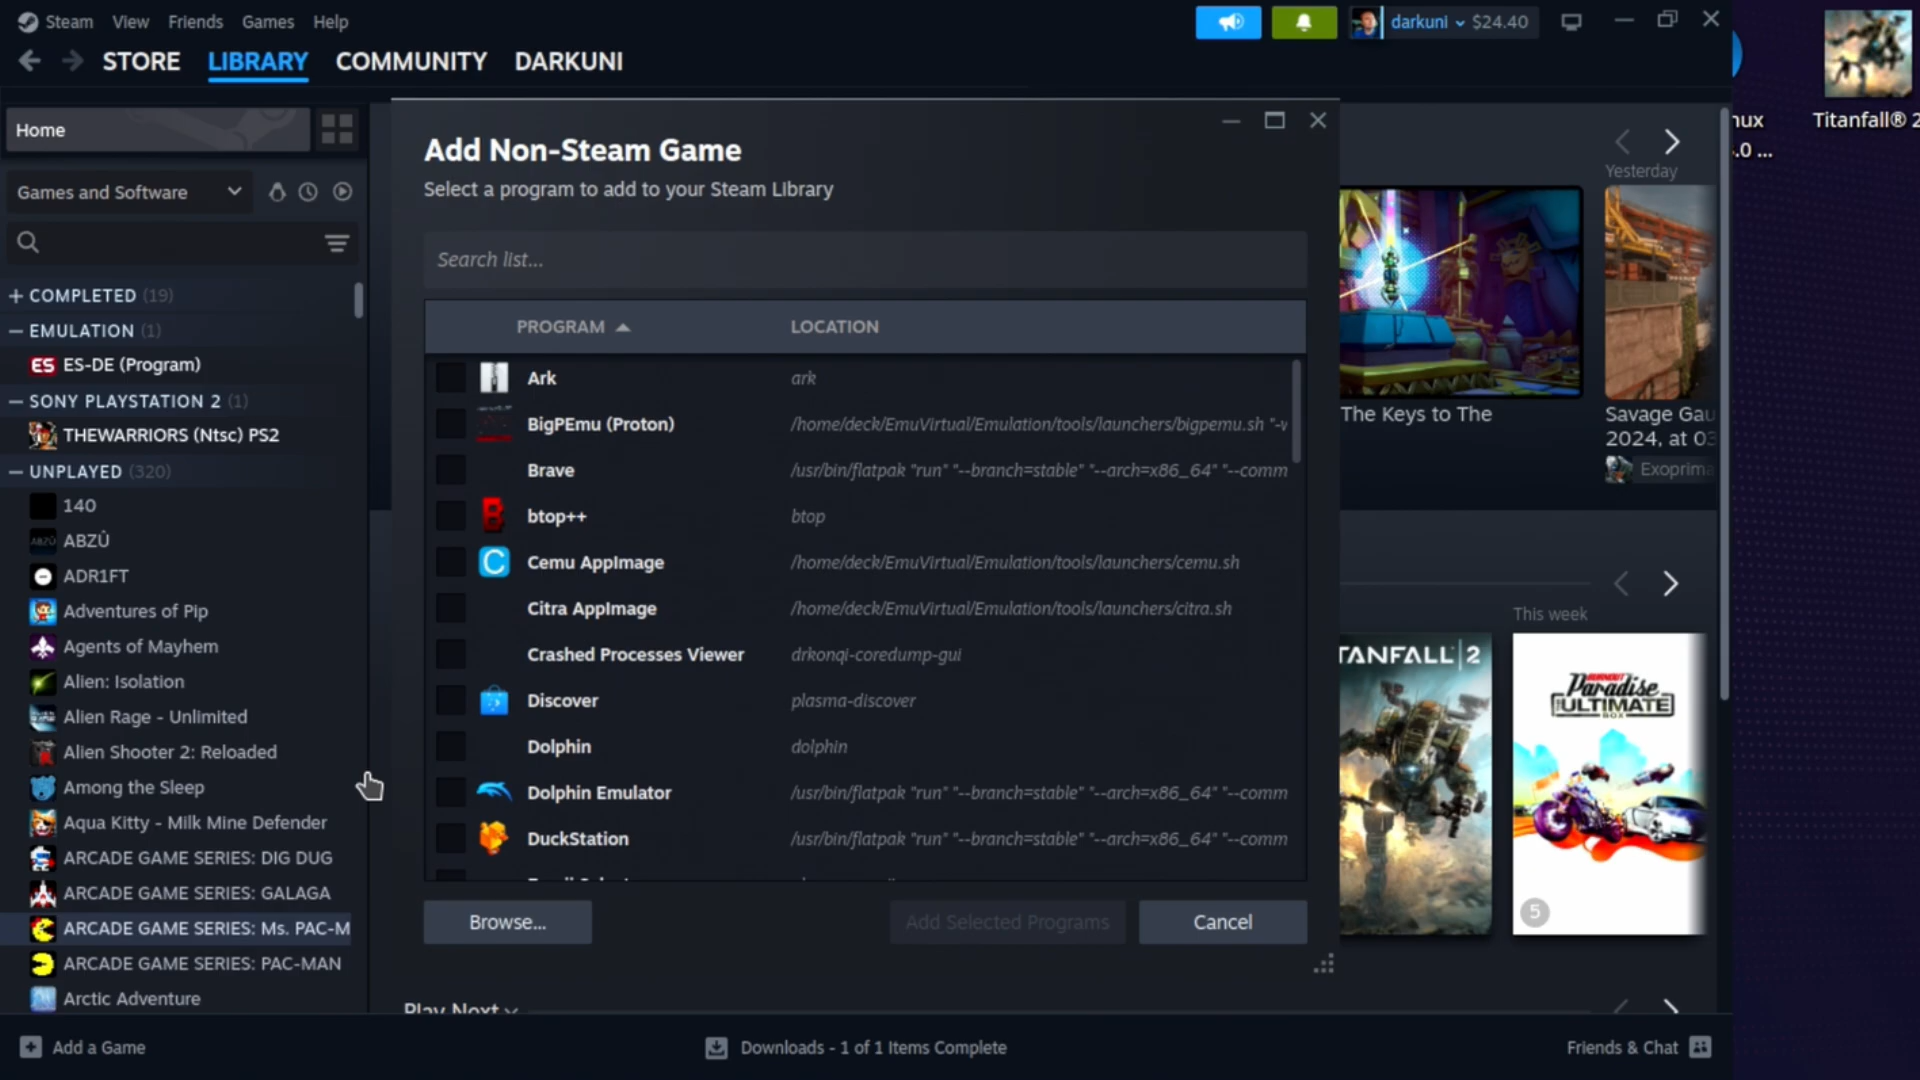 Steam View Friends Games Help
darkuni $24.40
STORE LIBRARY COMMUNITY DARKUNI
Home
Games and Software
COMPLETED (19)
EMULATION (1)
ES ES-DE (Program)
SONY PLAYSTATION 2 (1)
THEWARRIORS (Ntsc) PS2
UNPLAYED (320)
140
ABZÛ
ADR1FT
Adventures of Pip
Agents of Mayhem
Alien: Isolation
Alien Rage - Unlimited
Alien Shooter 2: Reloaded
Among the Sleep
Aqua Kitty - Milk Mine Defender
ARCADE GAME SERIES: DIG DUG
ARCADE GAME SERIES: GALAGA
ARCADE GAME SERIES: Ms. PAC-M
ARCADE GAME SERIES: PAC-MAN
Arctic Adventure
Add Non-Steam Game
Select a program to add to your Steam Library
Search list...
PROGRAM LOCATION
Ark ark
BigPEmu (Proton) /home/deck/EmuVirtual/Emulation/tools/launchers/bigpemu.sh "-w
Brave /usr/bin/flatpak "run" "--branch=stable" "--arch=x86_64" "--comm
btop++ btop
Cemu AppImage /home/deck/EmuVirtual/Emulation/tools/launchers/cemu.sh
Citra AppImage /home/deck/EmuVirtual/Emulation/tools/launchers/citra.sh
Crashed Processes Viewer drkonqi-coredump-gui
Discover plasma-discover
Dolphin dolphin
Dolphin Emulator /usr/bin/flatpak "run" "--branch=stable" "--arch=x86_64" "--comm
DuckStation /usr/bin/flatpak "run" "--branch=stable" "--arch=x86_64" "--comm
Browse... Add Selected Programs Cancel
Play Next
Yesterday
The Keys to The
Savage Gau
2024, at 03
Exoprima
This week
TANFALL 2
BURNOUT
Paradise
THE ULTIMATE
BOX
5
nux
.0 ...
Titanfall® 2
Add a Game
Downloads - 1 of 1 Items Complete
Friends & Chat